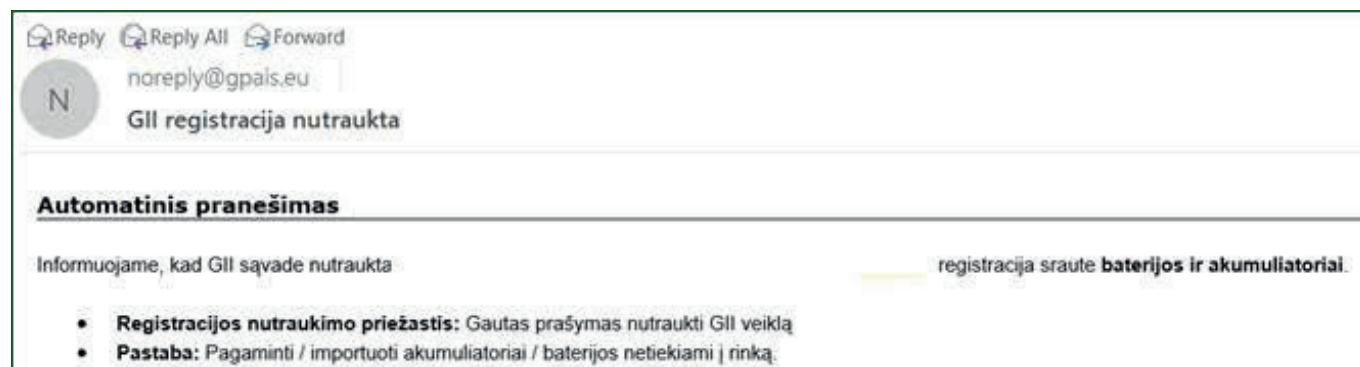 Reply Reply All Forward
N
noreply@gpais.eu
GII registracija nutraukta
Automatinis pranešimas
Informuojame, kad GII sąvade nutraukta registracija sraute baterijos ir akumuliatoriai.
• Registracijos nutraukimo priežastis: Gautas prašymas nutraukti GII veiklą
• Pastaba: Pagaminti / importuoti akumuliatoriai / baterijos netiekiami į rinką.